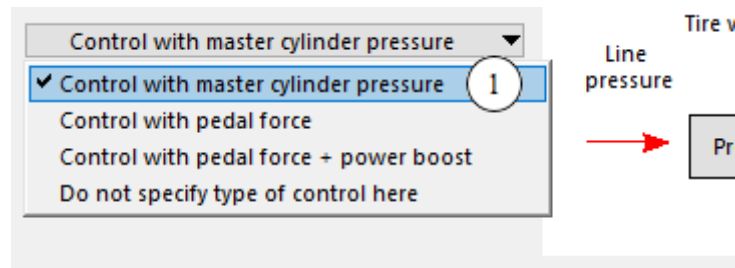 Control with master cylinder pressure
Control with master cylinder pressure 1
Control with pedal force
Control with pedal force + power boost
Do not specify type of control here
Tire
Line
pressure